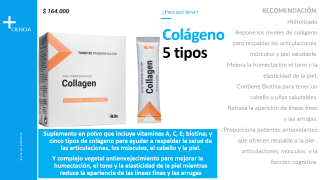 $ 164.000
+CIENCIA
¿Para qué Sirve?
Colágeno
5 tipos
Collagen
4Life
Collagen
4Life
Suplemento en polvo que incluye vitaminas A, C, E; biotina; y
cinco tipos de colágeno para ayudar a respaldar la salud de
las articulaciones, los músculos, el cabello y la piel.
Y complejo vegetal antienvejecimiento para mejorar la
humectación, el tono y la elasticidad de la piel mientras
reduce la apariencia de las líneas finas y las arrugas
RECOMENDACIÓN:
Hidrolizado
Repone los niveles de colágeno
para respaldar las articulaciones,
músculos y piel saludable.
Mejora la humectación el tono y la
elasticidad de la piel.
Contiene Biotina para tener un
cabello y uñas saludables.
Retrasa la aparición de líneas finas
y las arrugas.
Proporciona potentes antioxidantes
que ofrecen respaldo a la piel ,
articulaciones, músculos y la
función cognitiva.